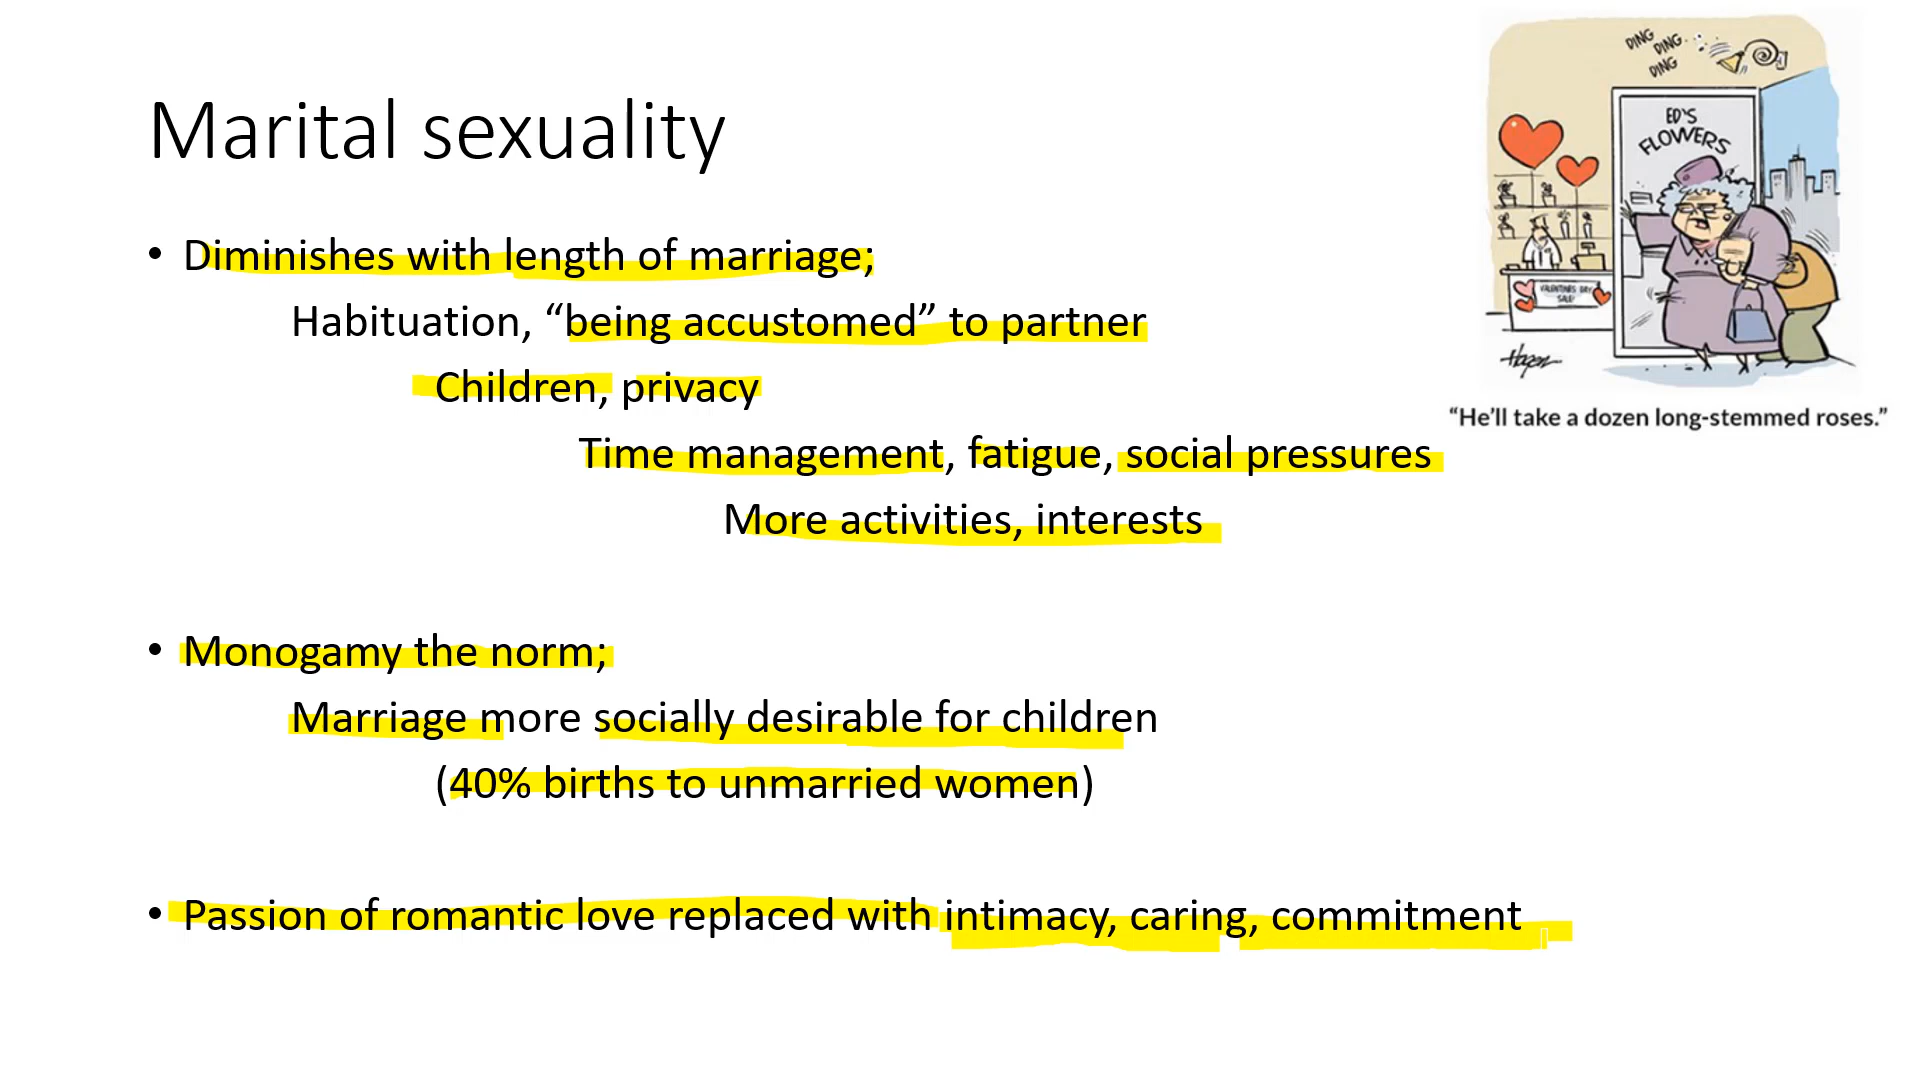 Marital sexuality
• Diminishes with length of marriage;
Habituation, “being accustomed” to partner
Children, privacy
Time management, fatigue, social pressures
More activities, interests
• Monogamy the norm;
Marriage more socially desirable for children
(40% births to unmarried women)
• Passion of romantic love replaced with intimacy, caring, commitment
DING
DING
DING
ED'S
FLOWERS
VALENTINES DAY
SALE!
Hagen
“He’ll take a dozen long-stemmed roses.”